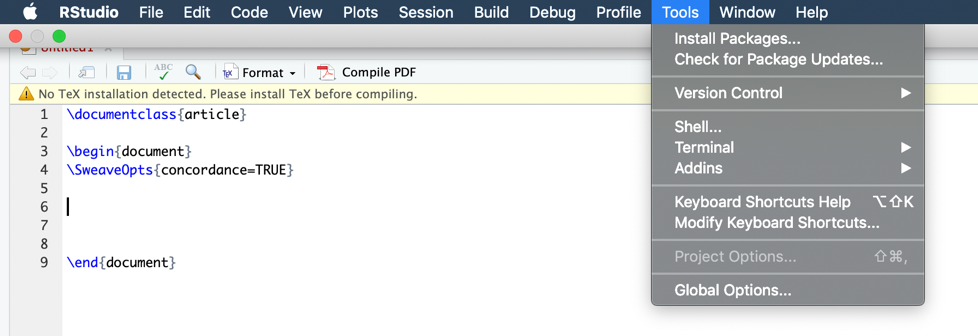 RStudio File Edit Code View Plots Session Build Debug Profile Tools Window Help
Untitled1
ABC
TEX Format
Compile PDF
No TeX installation detected. Please install TeX before compiling.
1 \documentclass{article}
2
3 \begin{document}
4 \SweaveOpts{concordance=TRUE}
5
6
7
8
9 \end{document}
Install Packages...
Check for Package Updates...
Version Control
Shell...
Terminal
Addins
Keyboard Shortcuts Help ⌥⇧K
Modify Keyboard Shortcuts...
Project Options... ⇧⌘,
Global Options...